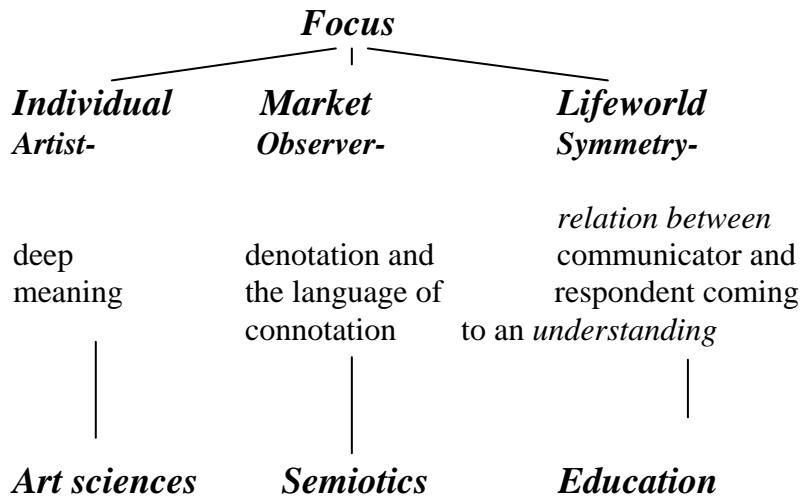 Focus
Individual Market Lifeworld
Artist- Observer- Symmetry-
relation between
deep denotation and communicator and
meaning the language of respondent coming
connotation to an understanding
Art sciences Semiotics Education